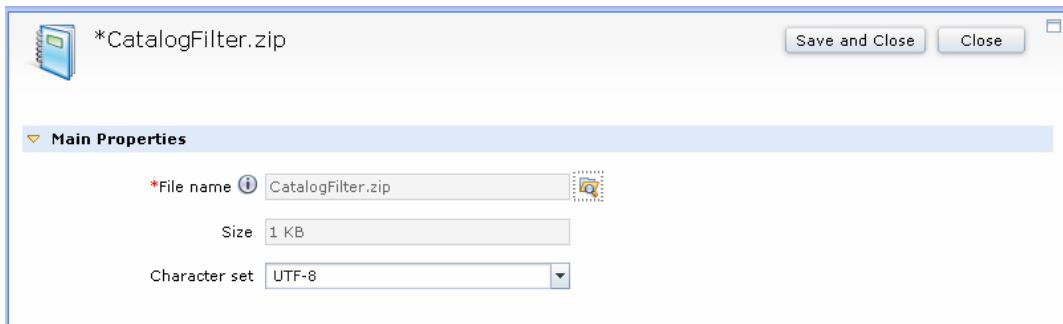 *CatalogFilter.zip
Save and Close
Close
Main Properties
*File name CatalogFilter.zip
Size 1 KB
Character set UTF-8